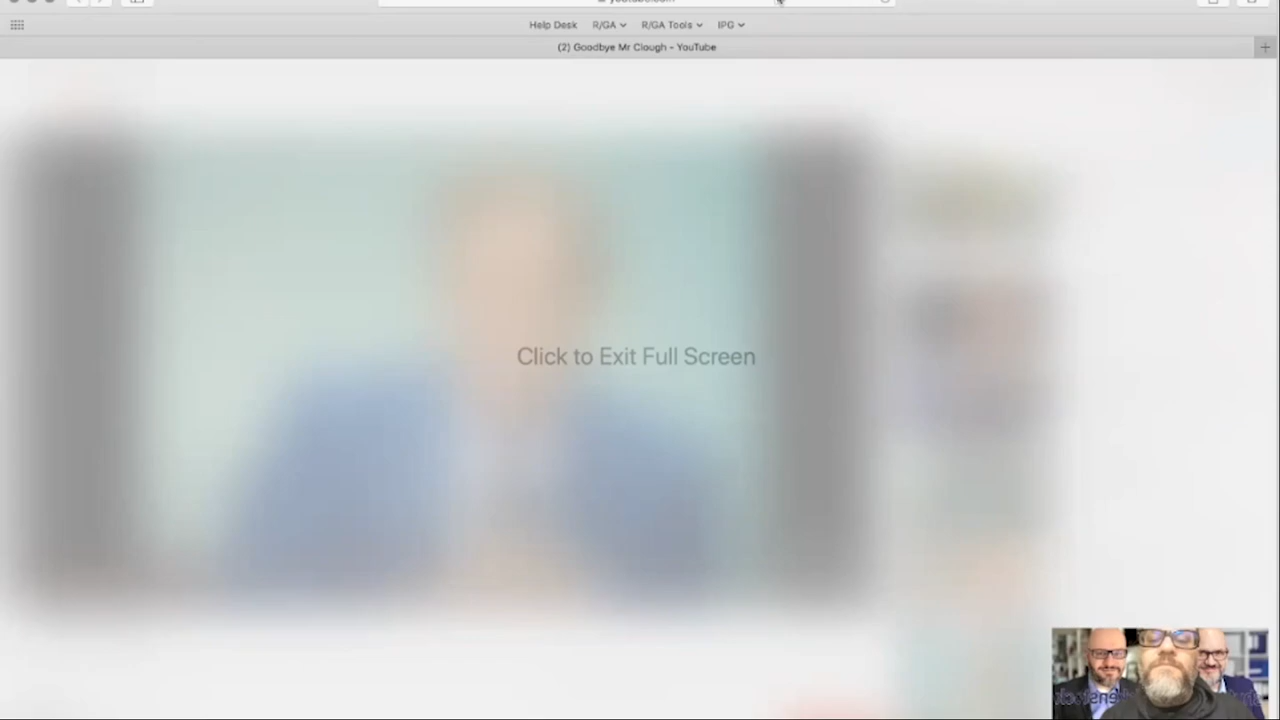 Help Desk R/GA R/GA Tools IPG
(2) Goodbye Mr Clough - YouTube
Click to Exit Full Screen